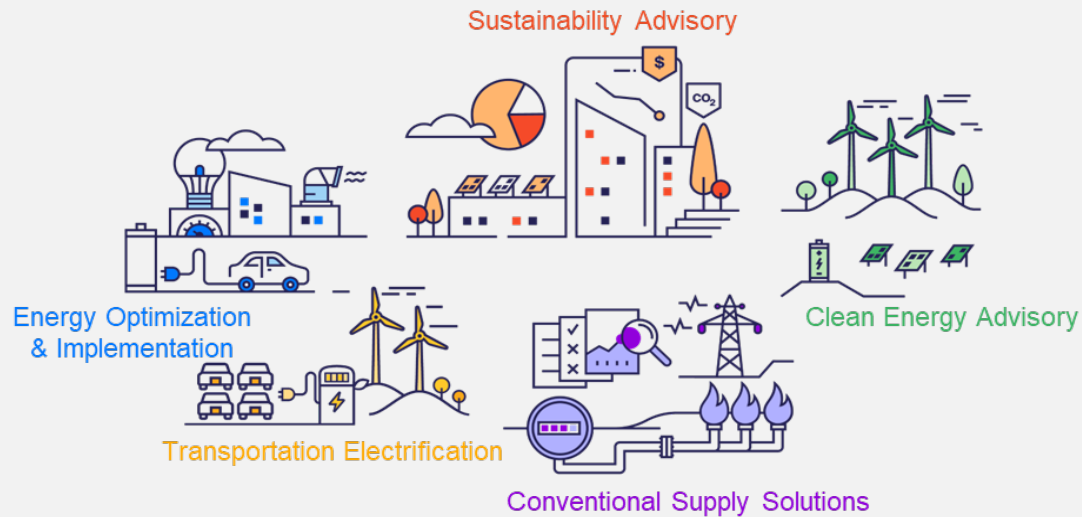 Sustainability Advisory
$
CO₂
Energy Optimization
& Implementation
Clean Energy Advisory
Transportation Electrification
Conventional Supply Solutions